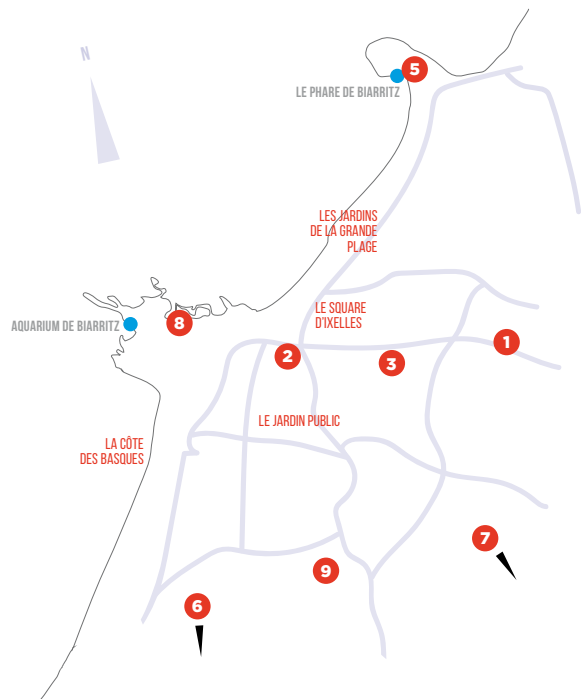 N
5
LE PHARE DE BIARRITZ
LES JARDINS
DE LA GRANDE
PLAGE
LE SQUARE
D'IXELLES
AQUARIUM DE BIARRITZ
8
1
2
3
LE JARDIN PUBLIC
LA CÔTE
DES BASQUES
7
9
6